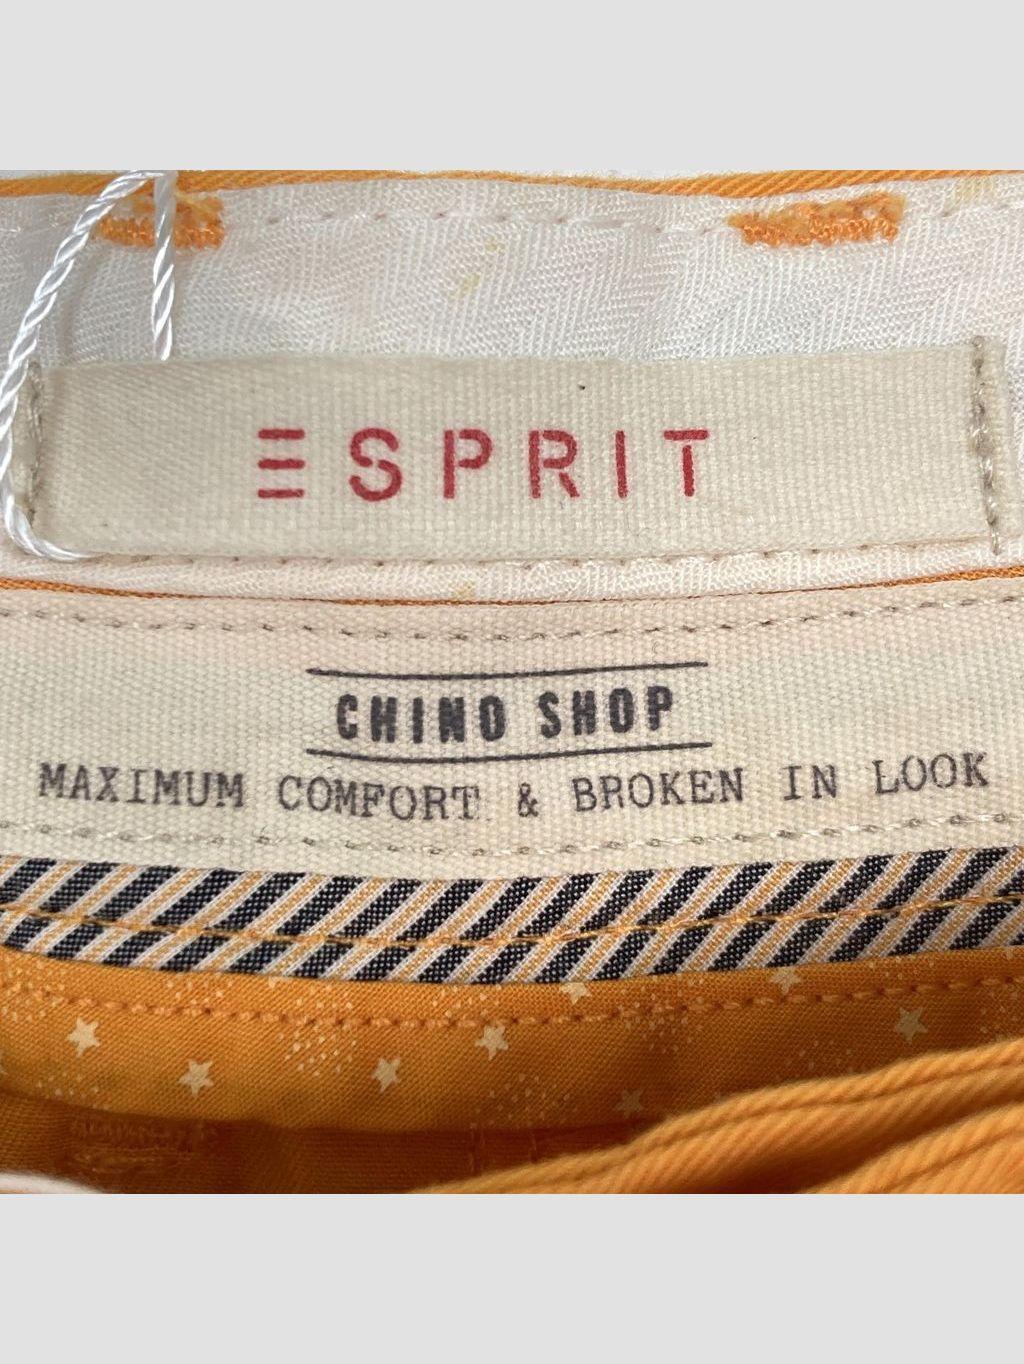 ESPRIT
CHINO SHOP
MAXIMUM COMFORT & BROKEN IN LOOK